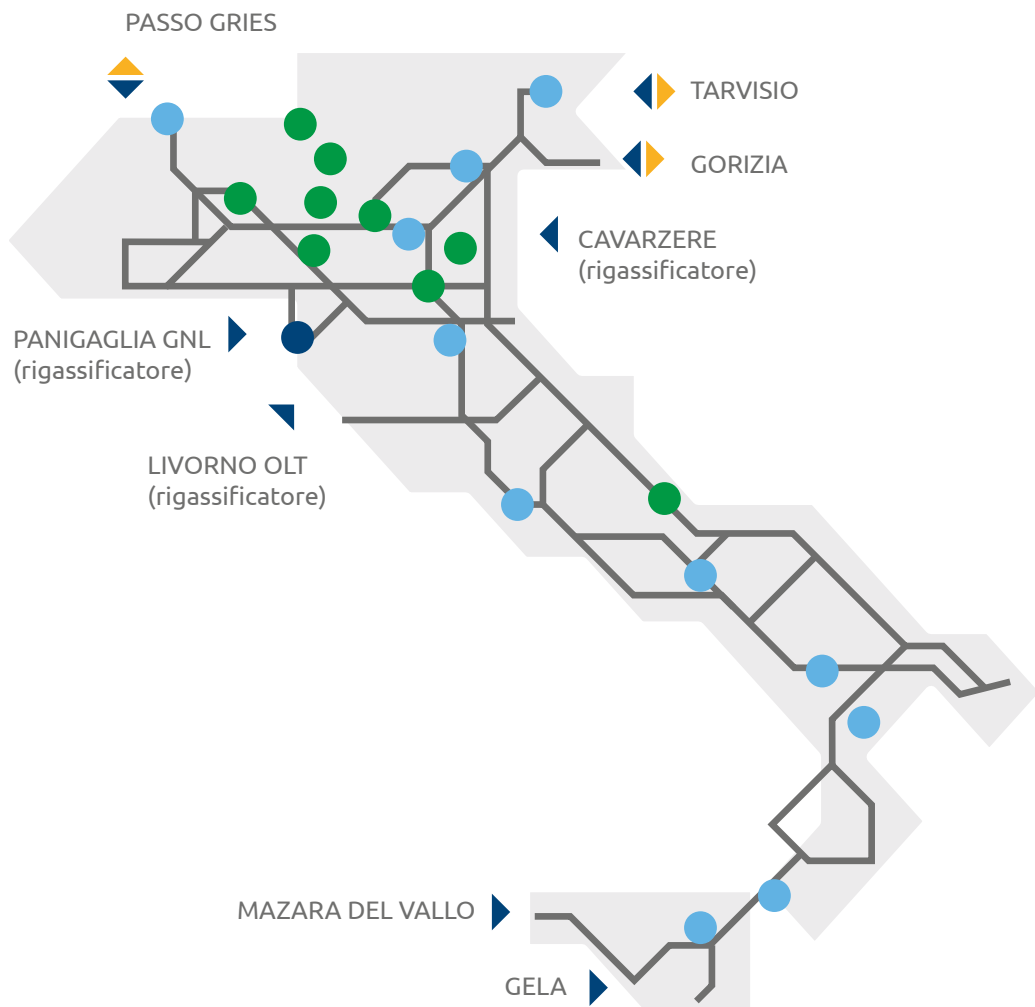 PASSO GRIES
TARVISIO
GORIZIA
CAVARZERE
(rigassificatore)
PANIGAGLIA GNL
(rigassificatore)
LIVORNO OLT
(rigassificatore)
MAZARA DEL VALLO
GELA